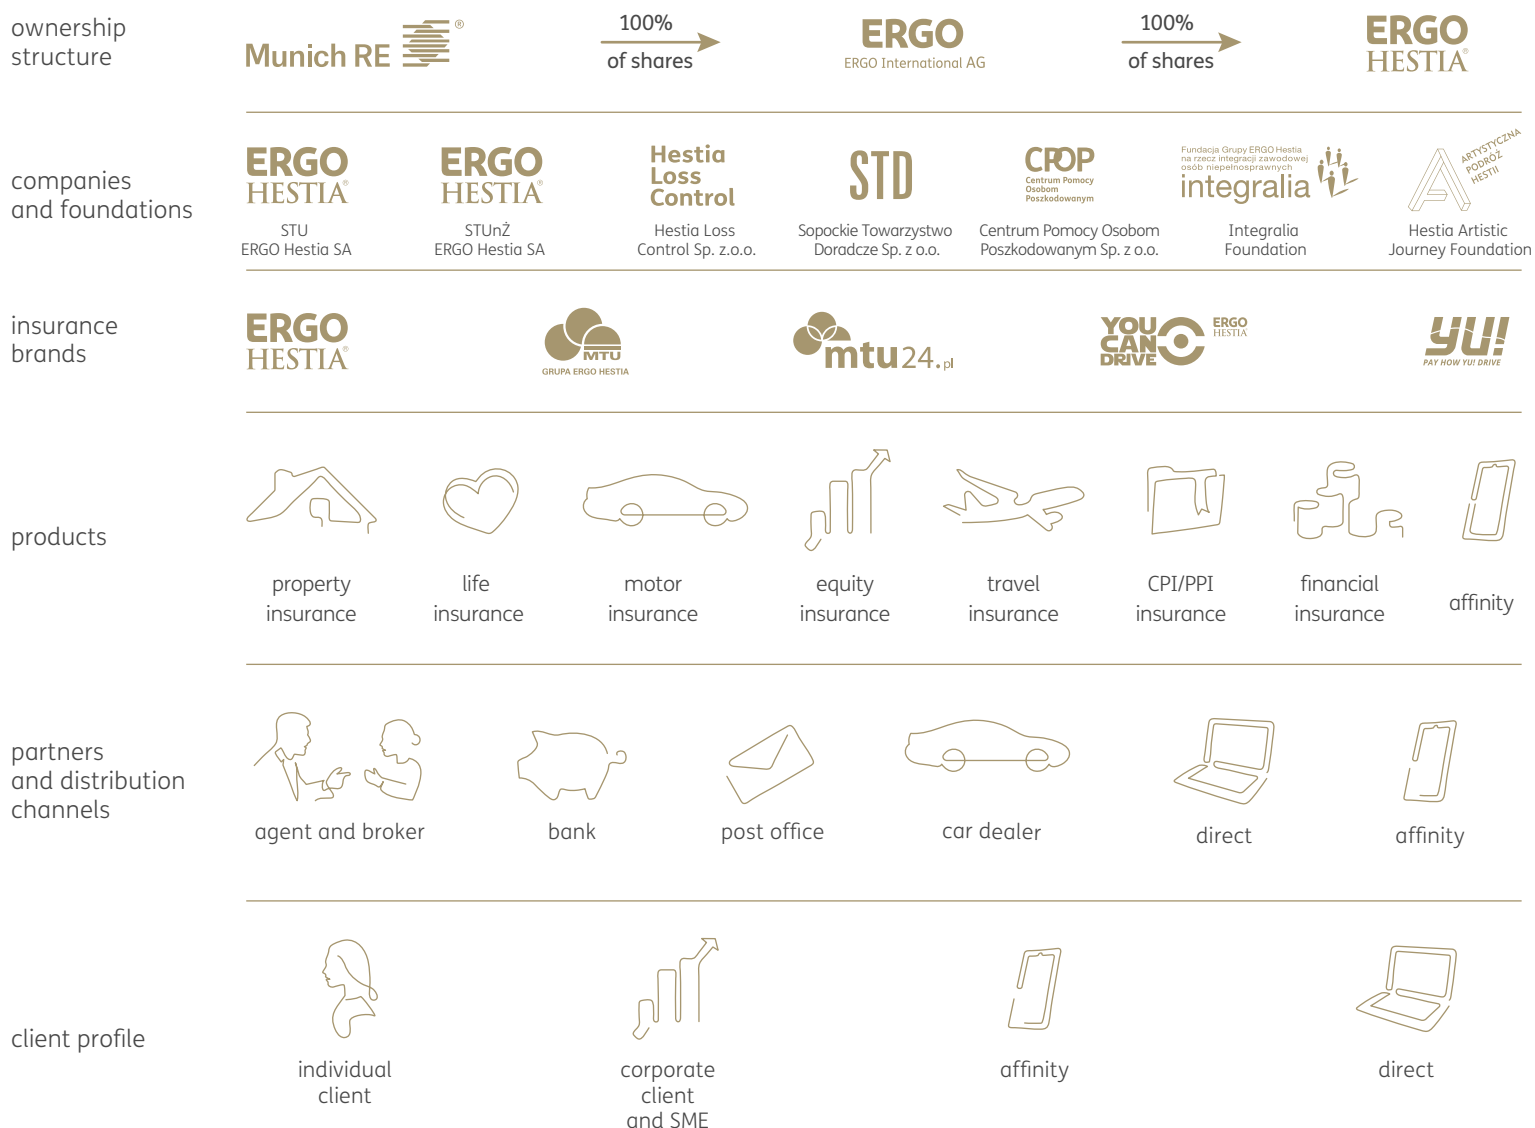 ownership
structure
Munich RE ®
100%
of shares
ERGO
ERGO International AG
100%
of shares
ERGO
HESTIA®
companies
and foundations
ERGO
HESTIA®
STU
ERGO Hestia SA
ERGO
HESTIA®
STUnŻ
ERGO Hestia SA
Hestia
Loss
Control
Hestia Loss
Control Sp. z.o.o.
STD
Sopockie Towarzystwo
Doradcze Sp. z o.o.
CPOP
Centrum Pomocy
Osobom
Poszkodowanym
Centrum Pomocy Osobom
Poszkodowanym Sp. z o.o.
Fundacja Grupy ERGO Hestia
na rzecz integracji zawodowej
osób niepełnosprawnych
integralia
Integralia
Foundation
ARTYSTYCZNA
PODRÓŻ
HESTII
Hestia Artistic
Journey Foundation
insurance
brands
ERGO
HESTIA®
MTU
GRUPA ERGO HESTIA
mtu24.pl
YOU
CAN
DRIVE
ERGO
HESTIA
YU!
PAY HOW YU! DRIVE
products
property
insurance
life
insurance
motor
insurance
equity
insurance
travel
insurance
CPI/PPI
insurance
financial
insurance
affinity
partners
and distribution
channels
agent and broker
bank
post office
car dealer
direct
affinity
client profile
individual
client
corporate
client
and SME
affinity
direct